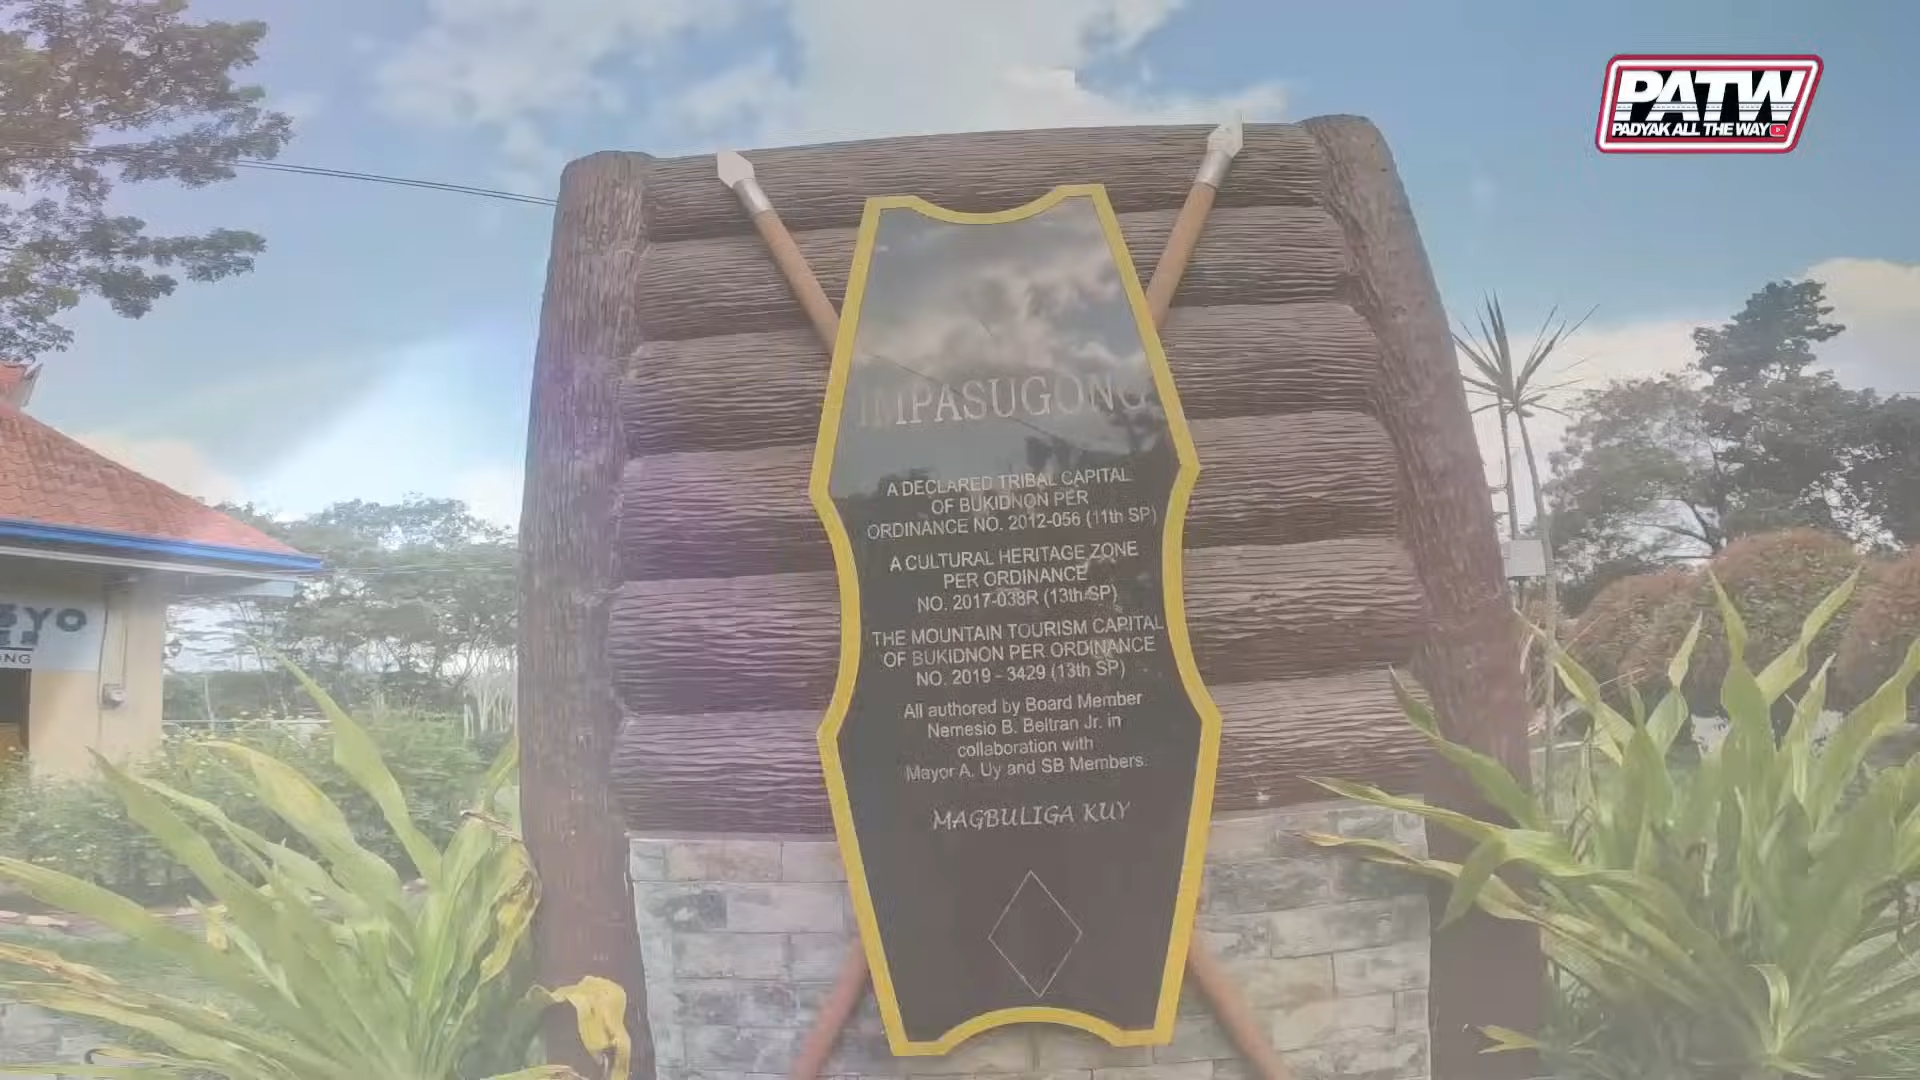 PATW
PADYAK ALL THE WAY
IMPASUGONG
A DECLARED TRIBAL CAPITAL
OF BUKIDNON PER
ORDINANCE NO. 2012-056 (11th SP)
A CULTURAL HERITAGE ZONE
PER ORDINANCE
NO. 2017-038R (13th SP)
THE MOUNTAIN TOURISM CAPITAL
OF BUKIDNON PER ORDINANCE
NO. 2019 - 3429 (13th SP)
All authored by Board Member
Nemesio B. Beltran Jr. in
collaboration with
Mayor A. Uy and SB Members.
MAGBULIGA KUY